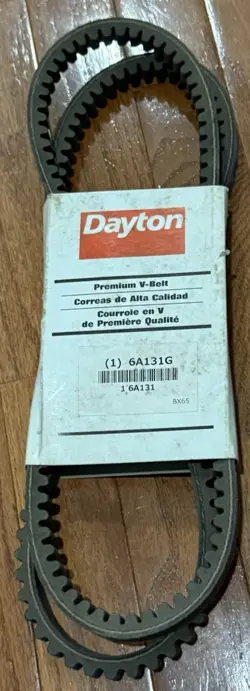 Dayton
Premium V-Belt
Correas de Alta Calidad
Courroie en V
de Première Qualité
(1) 6A131G
1 6A131
BX65